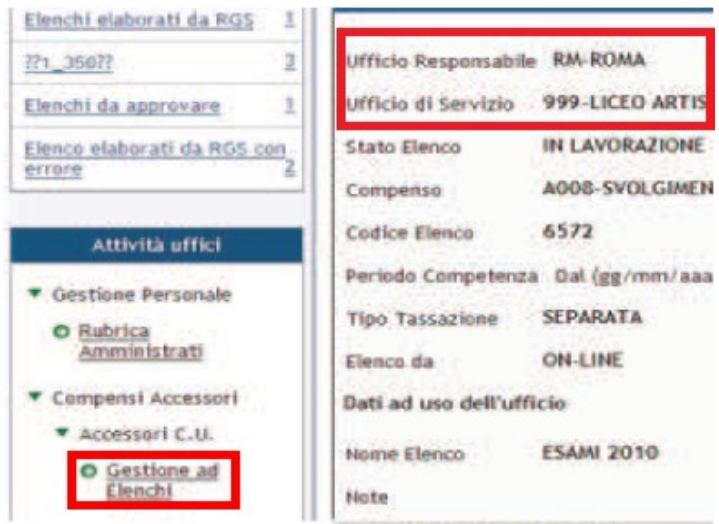 Elenchi elaborati da RGS 1
??1_350?? 3
Elenchi da approvare 1
Elenco elaborati da RGS con
errore 2
Attività uffici
Gestione Personale
Rubrica
Amministrati
Compensi Accessori
Accessori C.U.
Gestione ad
Elenchi
Ufficio Responsabile RM-ROMA
Ufficio di Servizio 999-LICEO ARTIS
Stato Elenco IN LAVORAZIONE
Compenso A008-SVOLGIMEN
Codice Elenco 6572
Periodo Competenza Dal (gg/mm/aaa
Tipo Tassazione SEPARATA
Elenco da ON-LINE
Dati ad uso dell'ufficio
Nome Elenco ESAMI 2010
Note